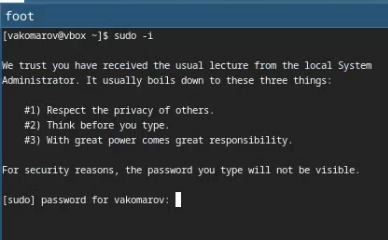 foot
[vakomarov@vbox ~]$ sudo -i
We trust you have received the usual lecture from the local System
Administrator. It usually boils down to these three things:
#1) Respect the privacy of others.
#2) Think before you type.
#3) With great power comes great responsibility.
For security reasons, the password you type will not be visible.
[sudo] password for vakomarov: